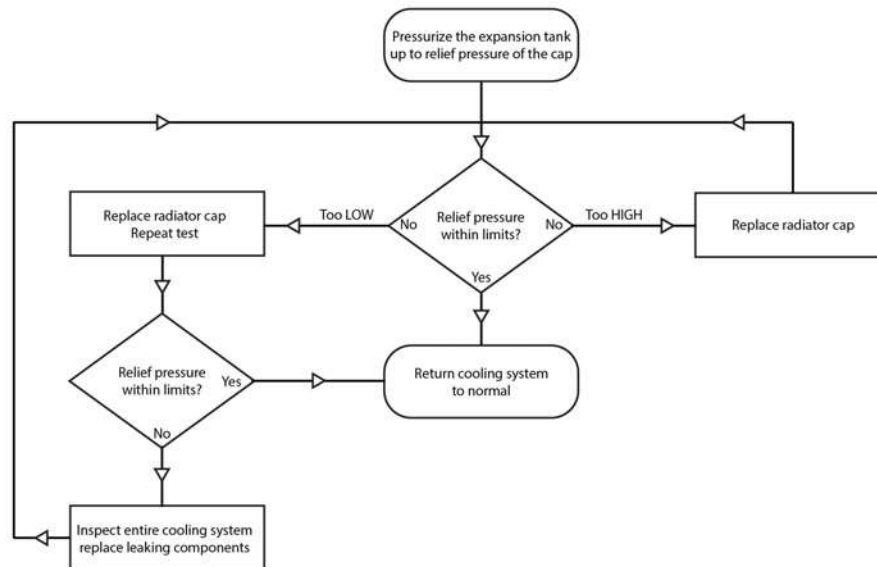 Pressurize the expansion tank
up to relief pressure of the cap
Replace radiator cap
Repeat test
Too LOW
No
Relief pressure
within limits?
No
Too HIGH
Replace radiator cap
Yes
Relief pressure
within limits?
Yes
No
Return cooling system
to normal
Inspect entire cooling system
replace leaking components